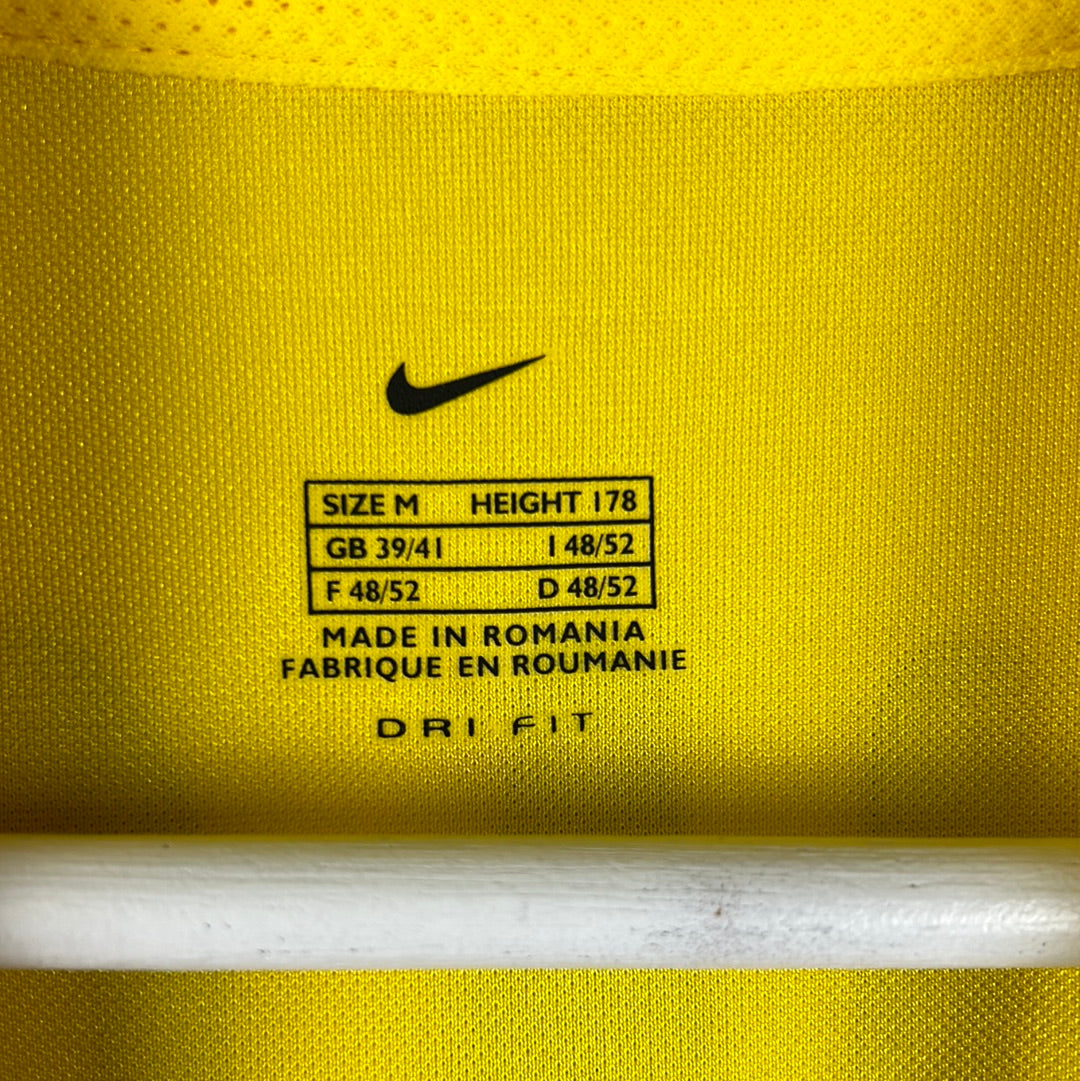 SIZE M HEIGHT 178
GB 39/41 I 48/52
F 48/52 D 48/52
MADE IN ROMANIA
FABRIQUE EN ROUMANIE
DRI FIT